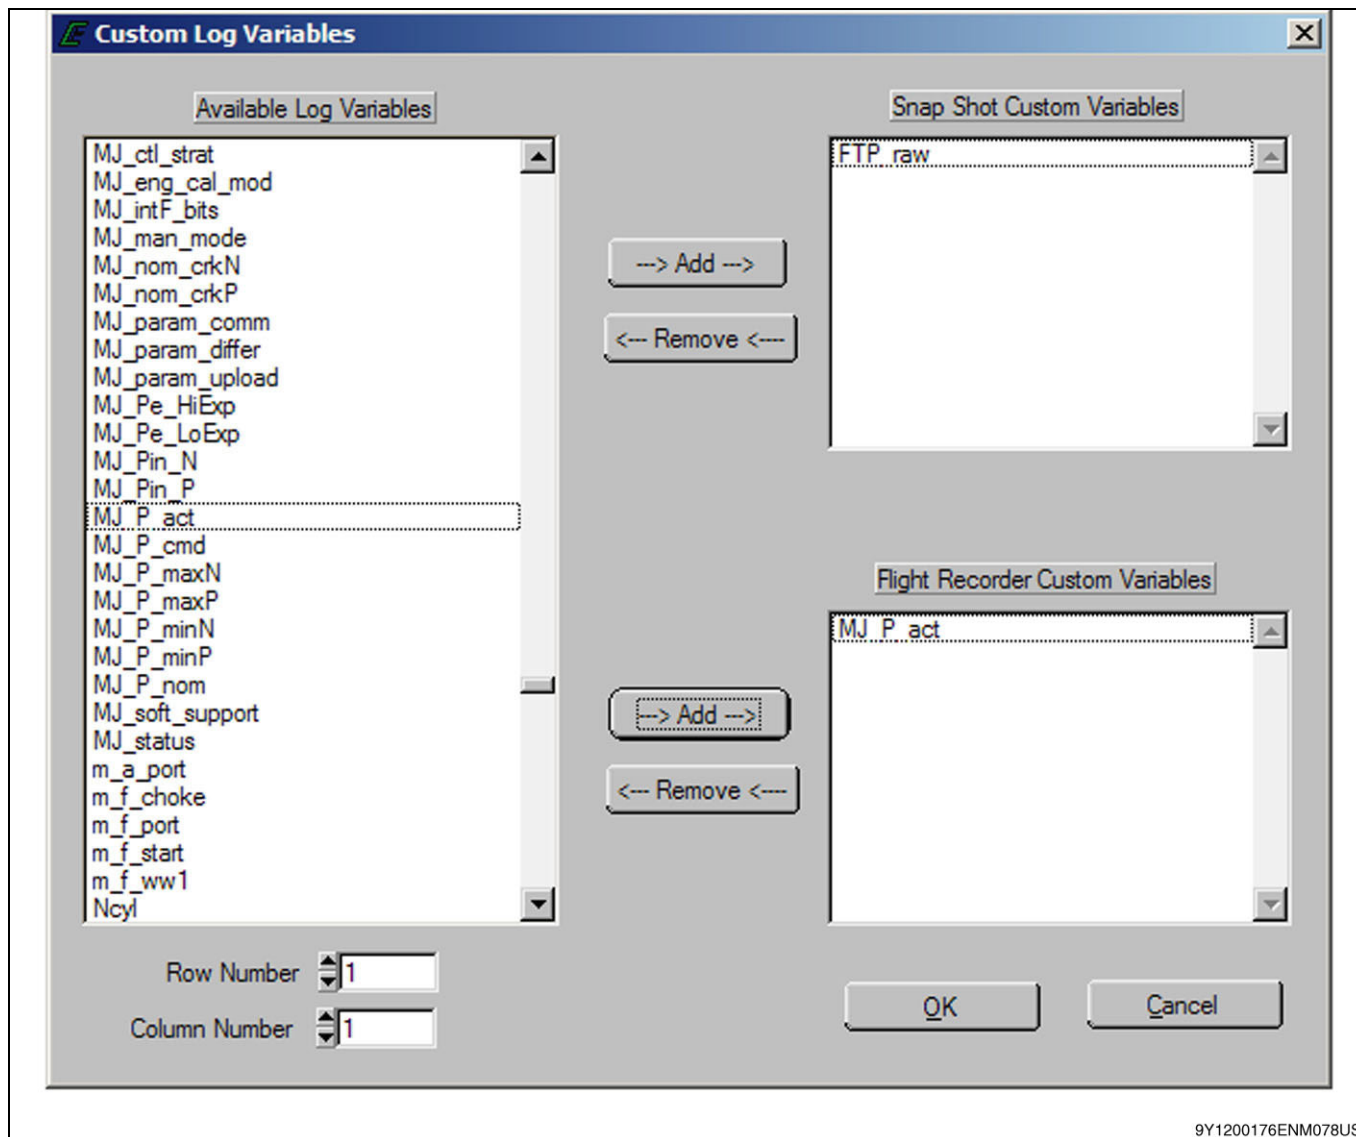 Custom Log Variables
Available Log Variables
MJ_ctl_strat
MJ_eng_cal_mod
MJ_intF_bits
MJ_man_mode
MJ_nom_crkN
MJ_nom_crkP
MJ_param_comm
MJ_param_differ
MJ_param_upload
MJ_Pe_HiExp
MJ_Pe_LoExp
MJ_Pin_N
MJ_Pin_P
MJ_P_act
MJ_P_cmd
MJ_P_maxN
MJ_P_maxP
MJ_P_minN
MJ_P_minP
MJ_P_nom
MJ_soft_support
MJ_status
m_a_port
m_f_choke
m_f_port
m_f_start
m_f_ww1
Ncyl
Row Number 1
Column Number 1
---> Add --->
<--- Remove <----
---> Add --->
<--- Remove <----
Snap Shot Custom Variables
FTP_raw
Flight Recorder Custom Variables
MJ_P_act
OK
Cancel
9Y1200176ENM078US